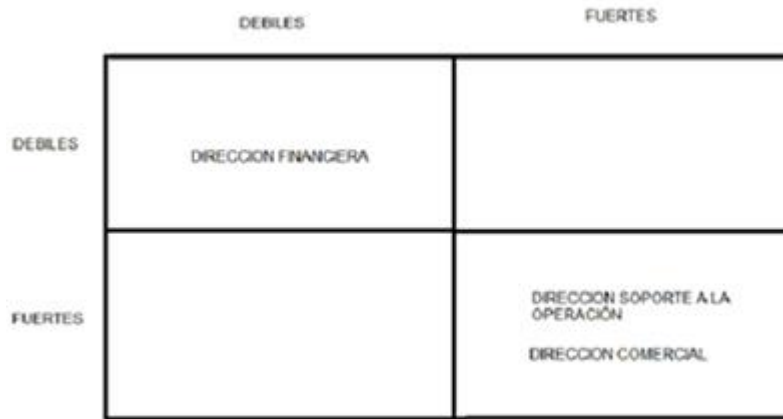 DEBILES
FUERTES
DEBILES
DIRECCION FINANCIERA
FUERTES
DIRECCION SOPORTE A LA
OPERACIÓN
DIRECCION COMERCIAL